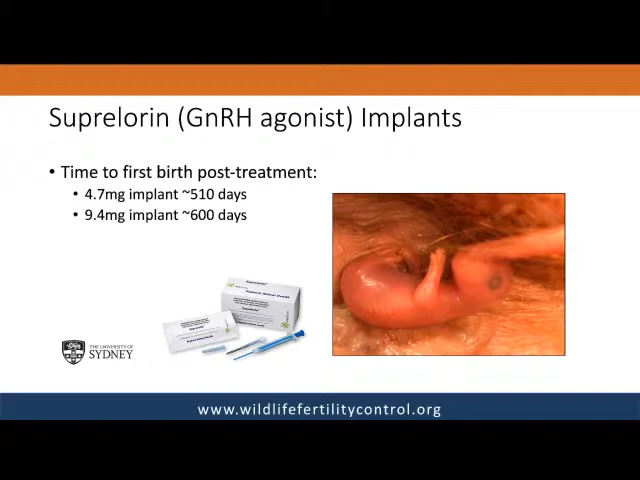 Suprelorin (GnRH agonist) Implants
• Time to first birth post-treatment:
• 4.7mg implant ~510 days
• 9.4mg implant ~600 days
THE UNIVERSITY OF
SYDNEY
www.wildlifefertilitycontrol.org